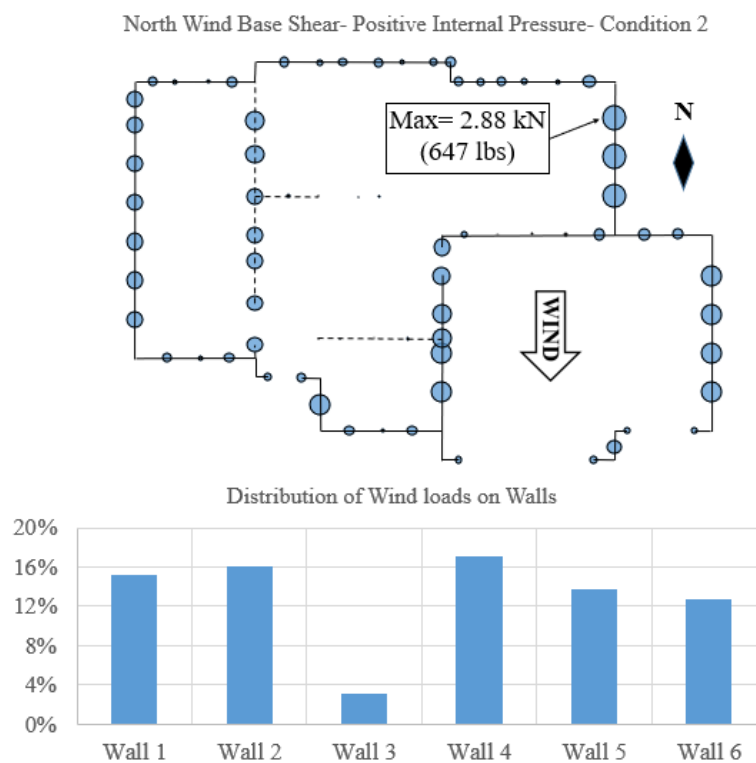 North Wind Base Shear- Positive Internal Pressure- Condition 2
Max= 2.88 kN
(647 lbs)
N
WIND
Distribution of Wind loads on Walls
20%
16%
12%
8%
4%
0%
Wall 1 Wall 2 Wall 3 Wall 4 Wall 5 Wall 6